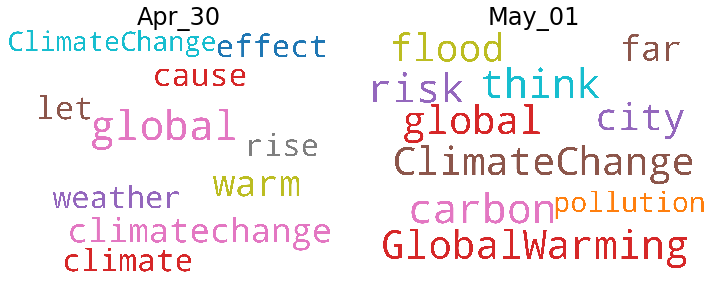 Apr_30
ClimateChange
effect
cause
let
global
rise
warm
weather
climatechange
climate
May_01
flood
far
risk
think
global
city
ClimateChange
carbon
pollution
GlobalWarming